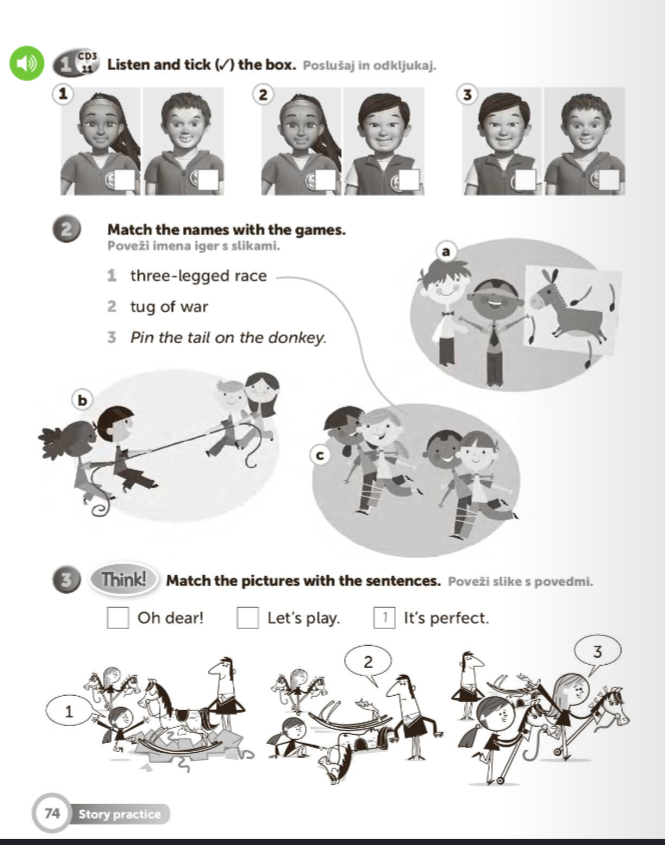 1 CD3 11 Listen and tick (✓) the box. Poslušaj in odkljukaj.
1 2 3
2 Match the names with the games.
Poveži imena iger s slikami.
a
1 three-legged race
2 tug of war
3 Pin the tail on the donkey.
b
c
3 Think! Match the pictures with the sentences. Poveži slike s povedmi.
Oh dear! Let's play. 1 It's perfect.
1 2 3
74 Story practice